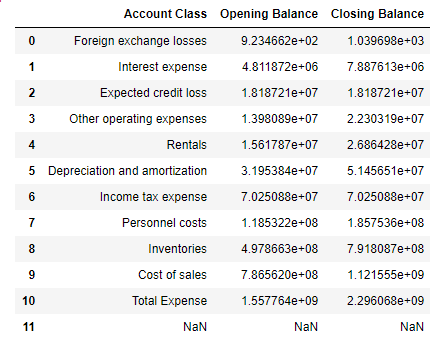 Account Class Opening Balance Closing Balance
0 Foreign exchange losses 9.234662e+02 1.039698e+03
1 Interest expense 4.811872e+06 7.887613e+06
2 Expected credit loss 1.818721e+07 1.818721e+07
3 Other operating expenses 1.398089e+07 2.230319e+07
4 Rentals 1.561787e+07 2.686428e+07
5 Depreciation and amortization 3.195384e+07 5.145651e+07
6 Income tax expense 7.025088e+07 7.025088e+07
7 Personnel costs 1.185322e+08 1.857536e+08
8 Inventories 4.978663e+08 7.918087e+08
9 Cost of sales 7.865620e+08 1.121555e+09
10 Total Expense 1.557764e+09 2.296068e+09
11 NaN NaN NaN